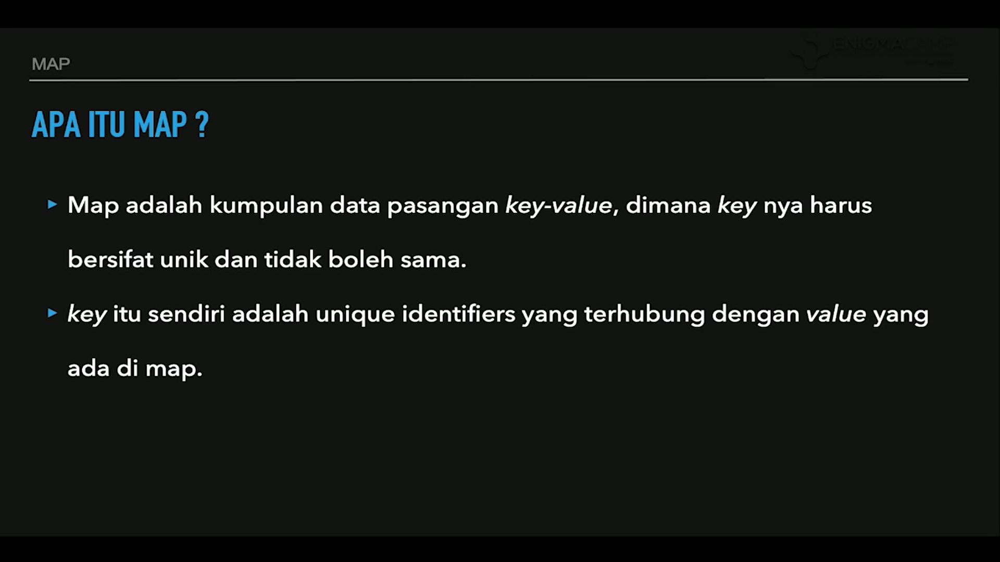 ENIGMACAMP
MAP
APA ITU MAP ?
▸ Map adalah kumpulan data pasangan key-value, dimana key nya harus
bersifat unik dan tidak boleh sama.
▸ key itu sendiri adalah unique identifiers yang terhubung dengan value yang
ada di map.